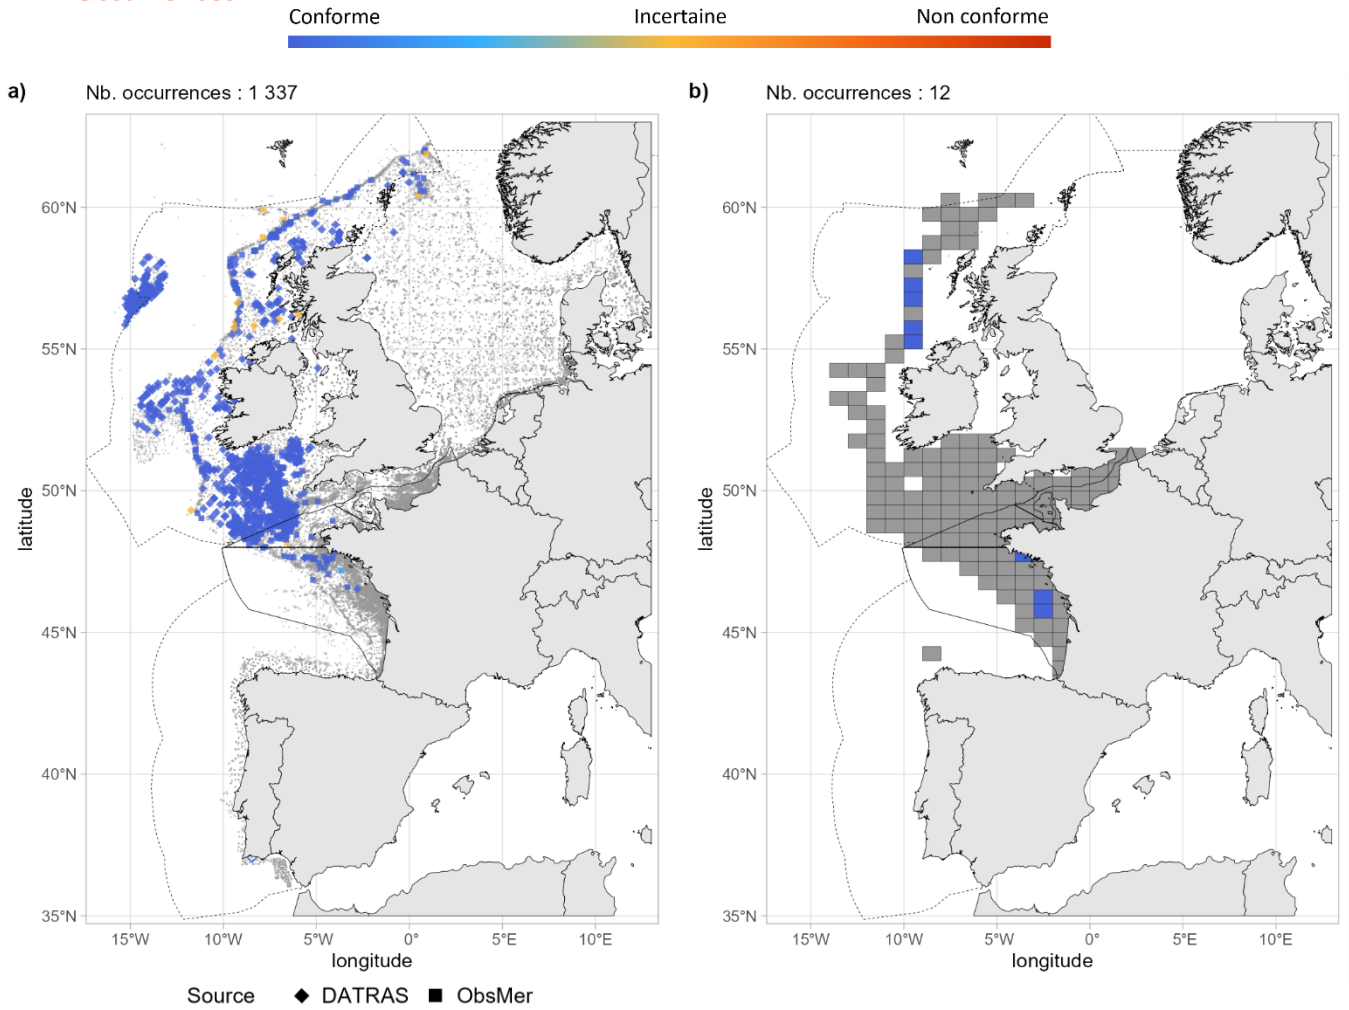 Conforme Incertaine Non conforme
a) Nb. occurrences : 1 337
b) Nb. occurrences : 12
60°N
55°N
50°N
45°N
40°N
35°N
latitude
15°W 10°W 5°W 0° 5°E 10°E
longitude
60°N
55°N
50°N
45°N
40°N
35°N
latitude
15°W 10°W 5°W 0° 5°E 10°E
longitude
Source DATRAS ObsMer